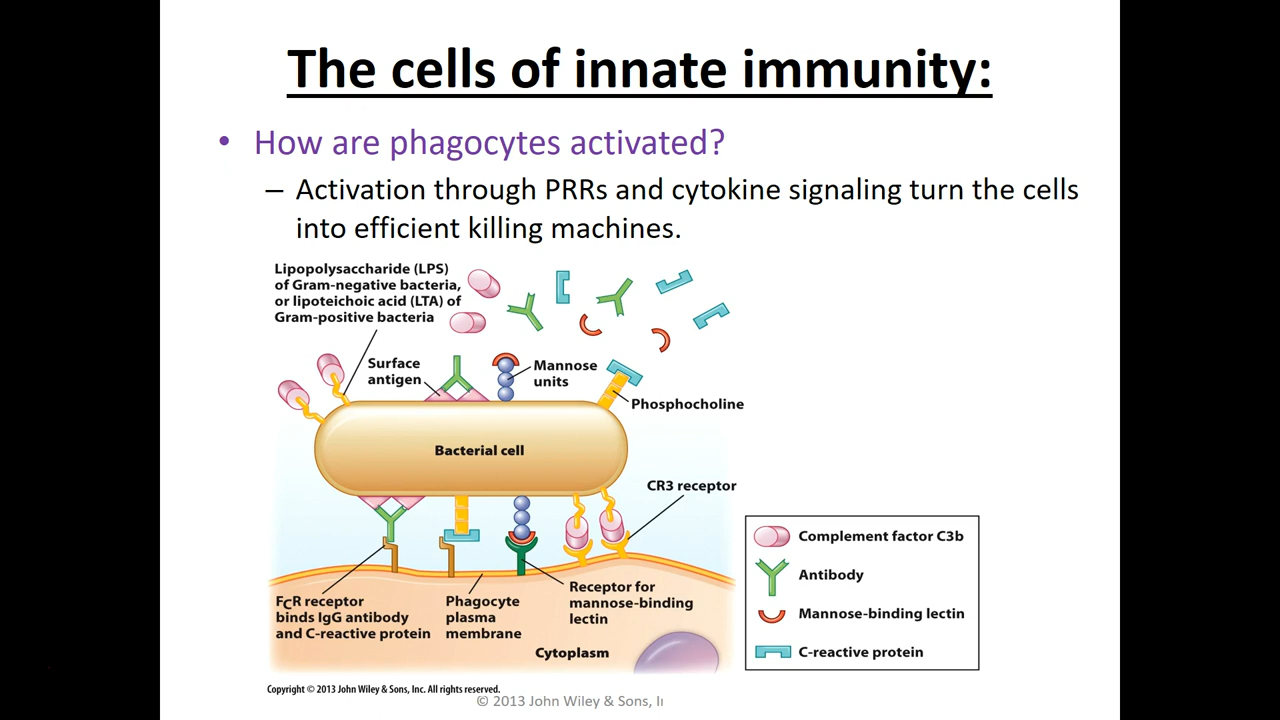 The cells of innate immunity:
• How are phagocytes activated?
– Activation through PRRs and cytokine signaling turn the cells
into efficient killing machines.
Lipopolysaccharide (LPS)
of Gram-negative bacteria,
or lipoteichoic acid (LTA) of
Gram-positive bacteria
Surface
antigen
Mannose
units
Phosphocholine
Bacterial cell
CR3 receptor
FCR receptor
binds IgG antibody
and C-reactive protein
Phagocyte
plasma
membrane
Receptor for
mannose-binding
lectin
Cytoplasm
Complement factor C3b
Antibody
Mannose-binding lectin
C-reactive protein
Copyright © 2013 John Wiley & Sons, Inc. All rights reserved.
© 2013 John Wiley & Sons,